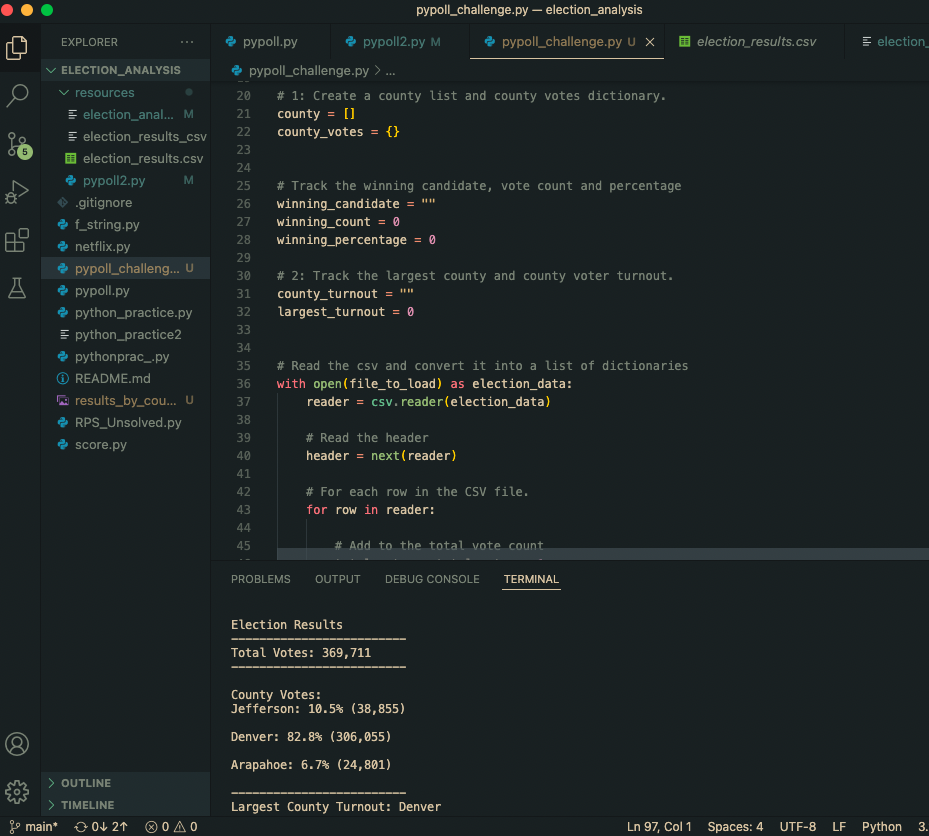 pypoll_challenge.py — election_analysis
EXPLORER
ELECTION_ANALYSIS
resources
election_anal... M
election_results_csv
election_results.csv
pypoll2.py M
.gitignore
f_string.py
netflix.py
pypoll_challeng... U
pypoll.py
python_practice.py
python_practice2
pythonprac_.py
README.md
results_by_cou... U
RPS_Unsolved.py
score.py
OUTLINE
TIMELINE
5
pypoll.py
pypoll2.py M
pypoll_challenge.py U
election_results.csv
election_
pypoll_challenge.py > ...
20 # 1: Create a county list and county votes dictionary.
21 county = []
22 county_votes = {}
23
24
25 # Track the winning candidate, vote count and percentage
26 winning_candidate = ""
27 winning_count = 0
28 winning_percentage = 0
29
30 # 2: Track the largest county and county voter turnout.
31 county_turnout = ""
32 largest_turnout = 0
33
34
35 # Read the csv and convert it into a list of dictionaries
36 with open(file_to_load) as election_data:
37 reader = csv.reader(election_data)
38
39 # Read the header
40 header = next(reader)
41
42 # For each row in the CSV file.
43 for row in reader:
44
45 # Add to the total vote count
PROBLEMS OUTPUT DEBUG CONSOLE TERMINAL
Election Results
-------------------------
Total Votes: 369,711
-------------------------
County Votes:
Jefferson: 10.5% (38,855)
Denver: 82.8% (306,055)
Arapahoe: 6.7% (24,801)
-------------------------
Largest County Turnout: Denver
main* 0↓ 2↑ 0 0 Ln 97, Col 1 Spaces: 4 UTF-8 LF Python 3.